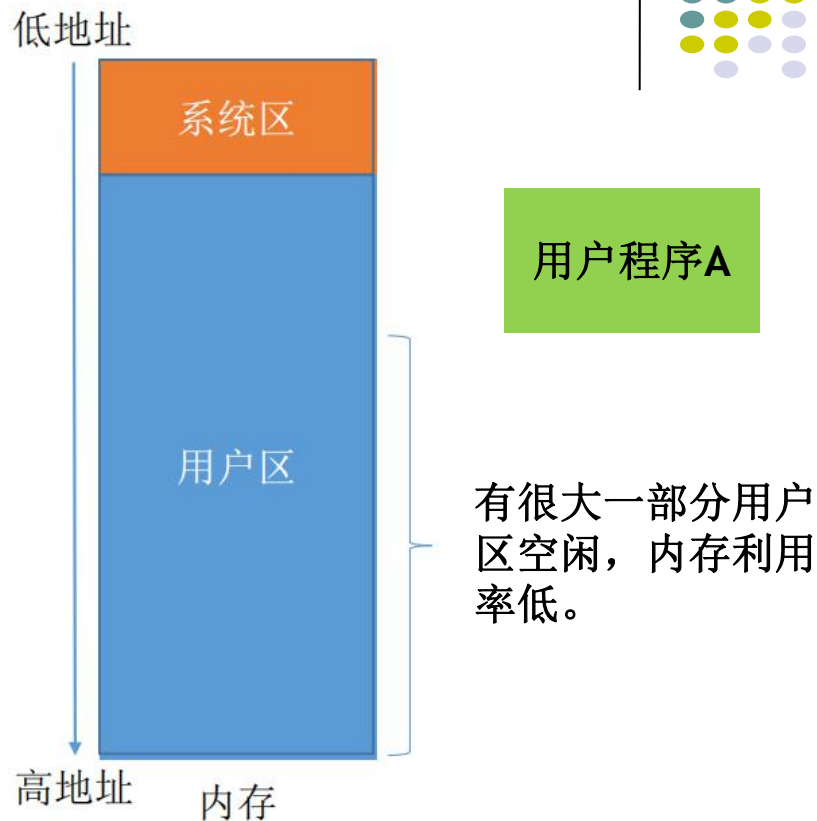 低地址
系统区
用户程序A
用户区
有很大一部分用户
区空闲，内存利用
率低。
高地址
内存